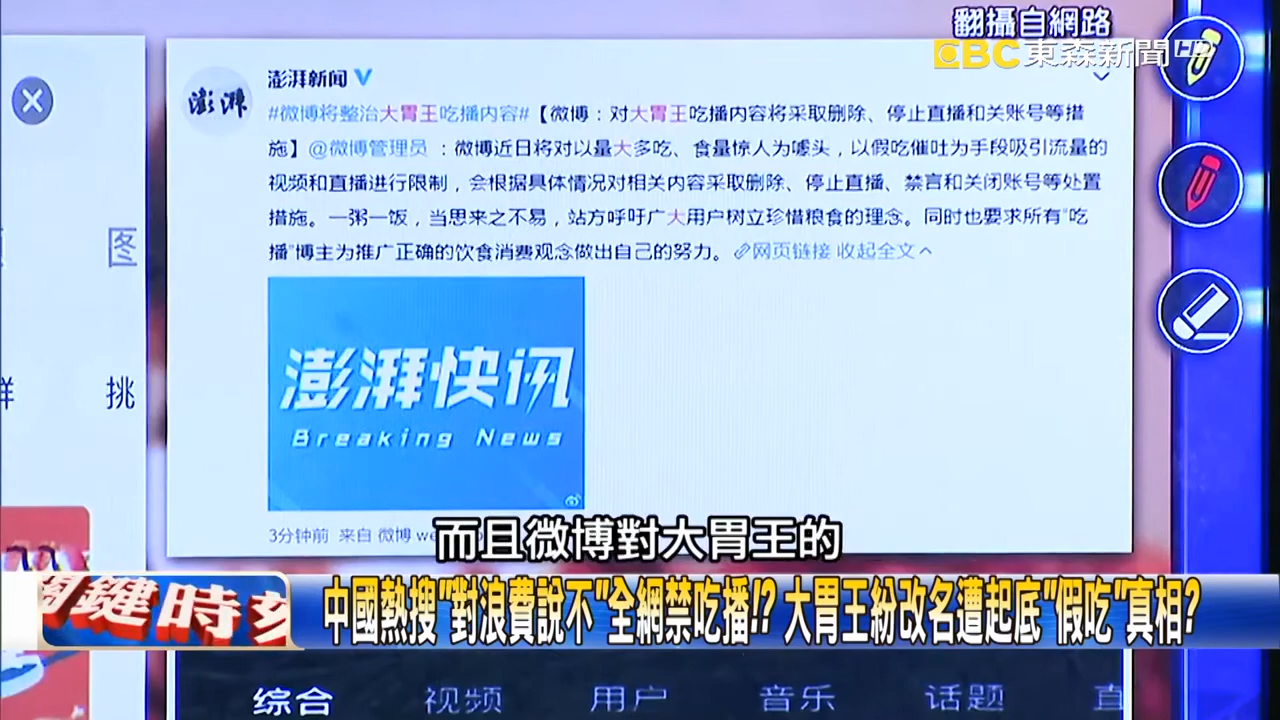 翻攝自網路
EBC 東森新聞 HD
澎湃新闻
澎湃
#微博将整治大胃王吃播内容#【微博：对大胃王吃播内容将采取删除、停止直播和关账号等措
施】@微博管理员 ：微博近日将对以量大多吃、食量惊人为噱头，以假吃催吐为手段吸引流量的
视频和直播进行限制，会根据具体情况对相关内容采取删除、停止直播、禁言和关闭账号等处置
措施。一粥一饭，当思来之不易，站方呼吁广大用户树立珍惜粮食的理念。同时也要求所有"吃
播"博主为推广正确的饮食消费观念做出自己的努力。网页链接 收起全文
图
挑
澎湃快讯
Breaking News
3分钟前 来自 微博
而且微博對大胃王的
關鍵時刻
中國熱搜"對浪費說不"全網禁吃播!? 大胃王紛改名遭起底"假吃"真相?
综合 视频 用户 音乐 话题 直